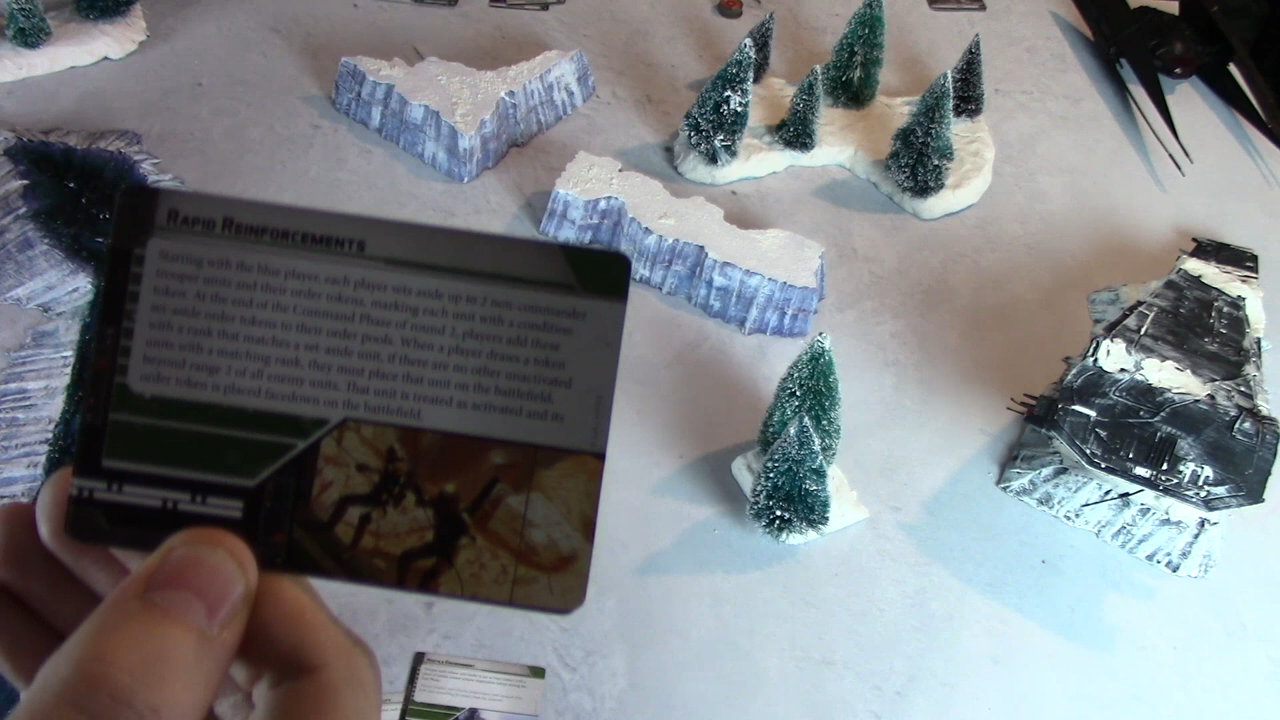 RAPID REINFORCEMENTS
Starting with the blue player, each player sets aside up to 2 non-commander
trooper units and their order tokens, marking each unit with a condition
token. At the end of the Command Phase of round 2, players add these
set-aside order tokens to their order pools. When a player draws a token
with a rank that matches a set-aside unit, if there are no other unactivated
units with a matching rank, they must place that unit on the battlefield,
beyond range 2 of all enemy units. That unit is treated as activated and its
order token is placed facedown on the battlefield.
HOSTILE ENVIRONMENT